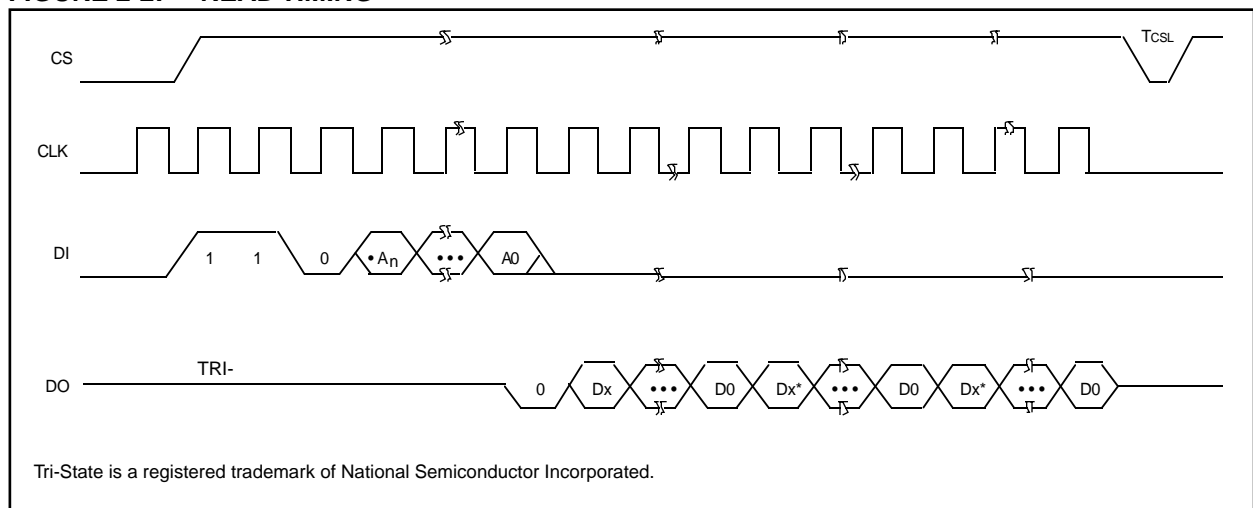 CS
TCSL
CLK
DI
1 1 0 •An ••• A0
TRI-
DO
0 Dx ••• D0 Dx* ••• D0 Dx* ••• D0
Tri-State is a registered trademark of National Semiconductor Incorporated.